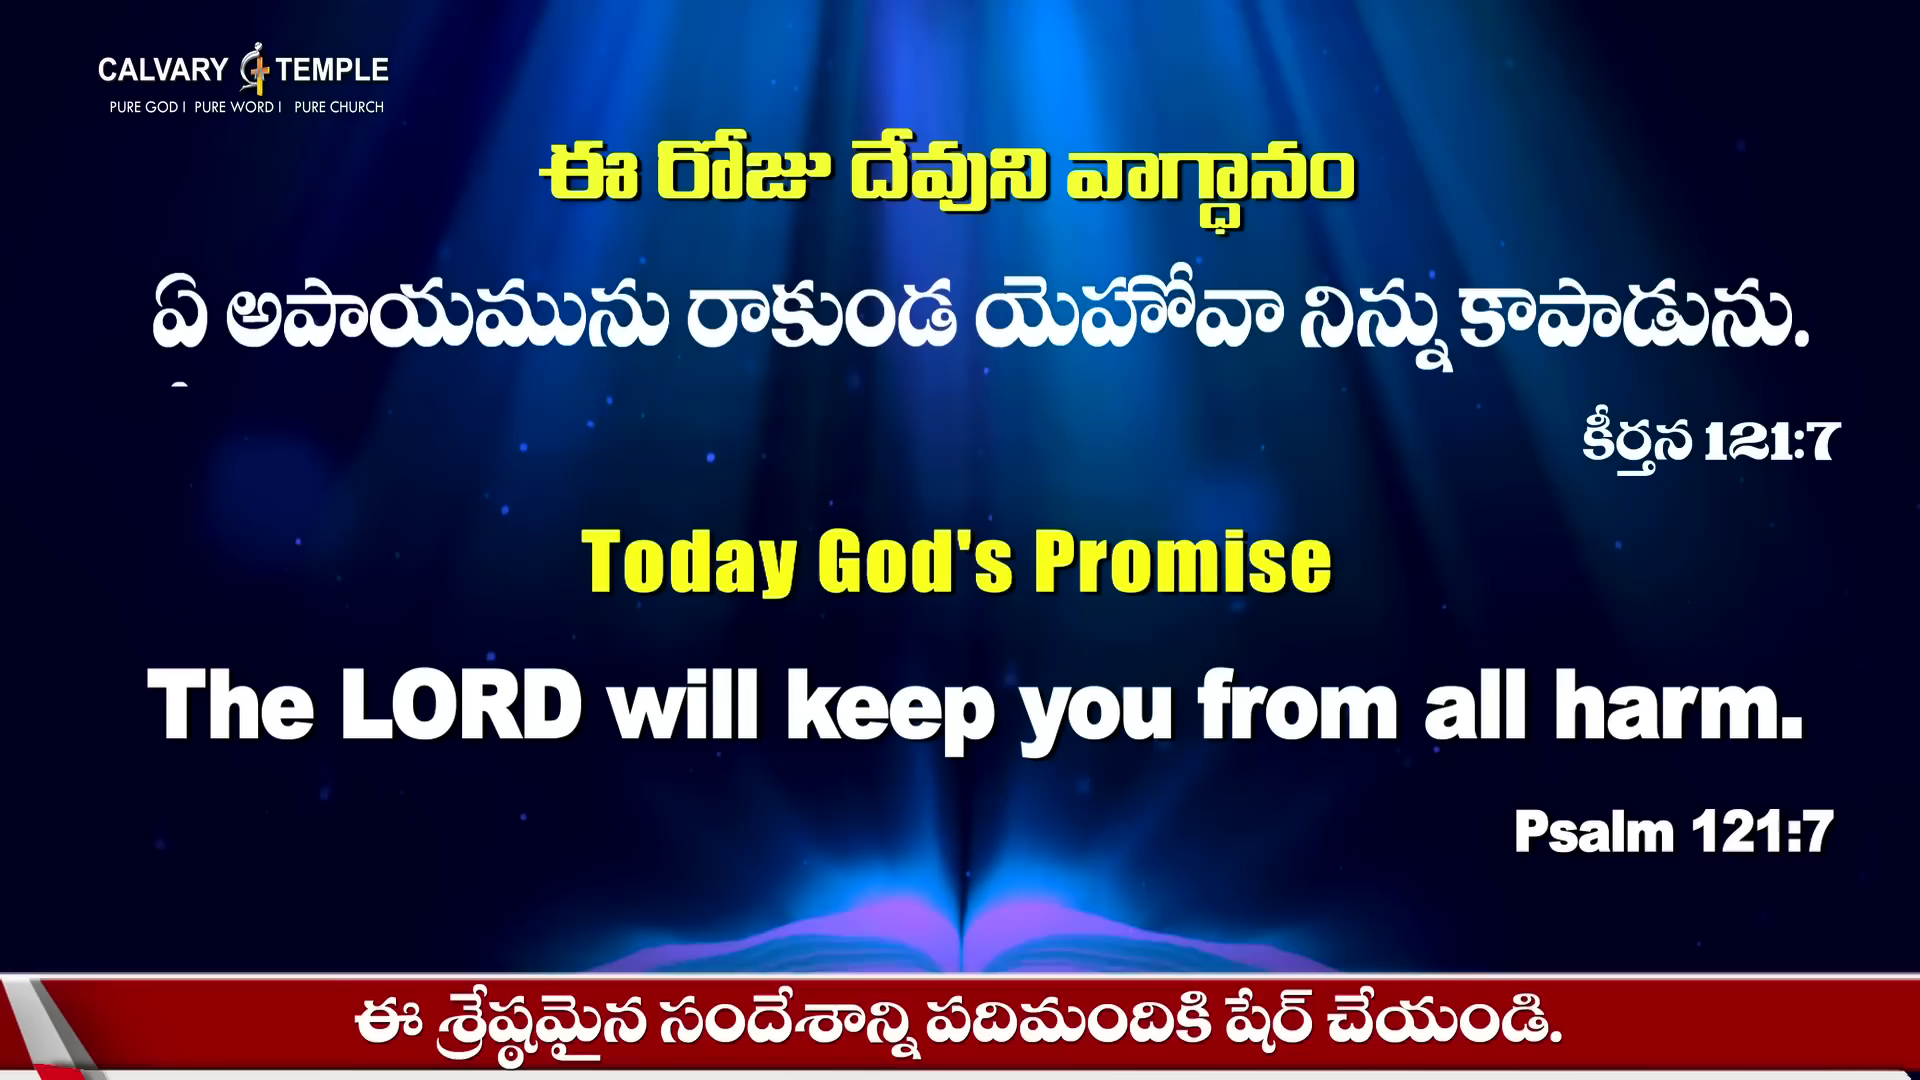 CALVARY TEMPLE
PURE GOD I PURE WORD I PURE CHURCH
ఈ రోజు దేవుని వాగ్ధానం
ఏ అపాయమును రాకుండ యెహోవా నిన్ను కాపాడును.
కీర్తన 121:7
Today God's Promise
The LORD will keep you from all harm.
Psalm 121:7
ఈ శ్రేష్ఠమైన సందేశాన్ని పదిమందికి షేర్ చేయండి.